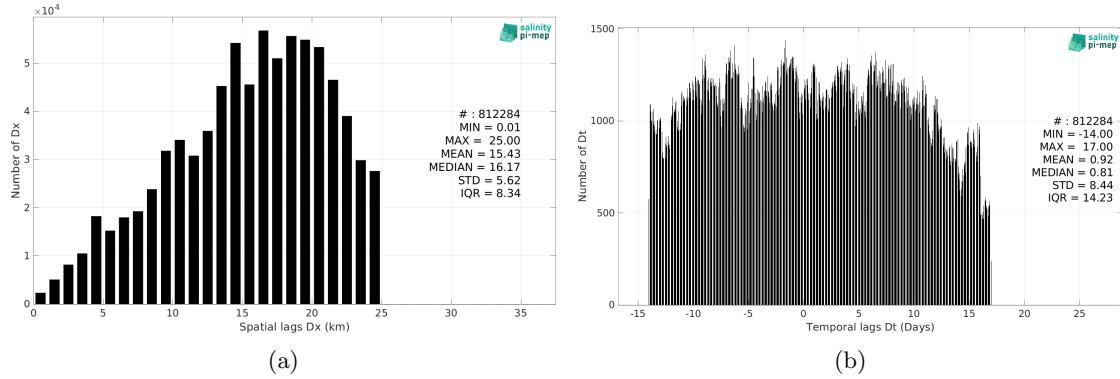 ×10⁴
5
4
3
2
1
0
Number of Dx
0 5 10 15 20 25 30 35
Spatial lags Dx (km)
salinity
pi-mep
# : 812284
MIN = 0.01
MAX = 25.00
MEAN = 15.43
MEDIAN = 16.17
STD = 5.62
IQR = 8.34
(a)
1500
1000
500
0
Number of Dt
-15 -10 -5 0 5 10 15 20 25
Temporal lags Dt (Days)
salinity
pi-mep
# : 812284
MIN = -14.00
MAX = 17.00
MEAN = 0.92
MEDIAN = 0.81
STD = 8.44
IQR = 14.23
(b)